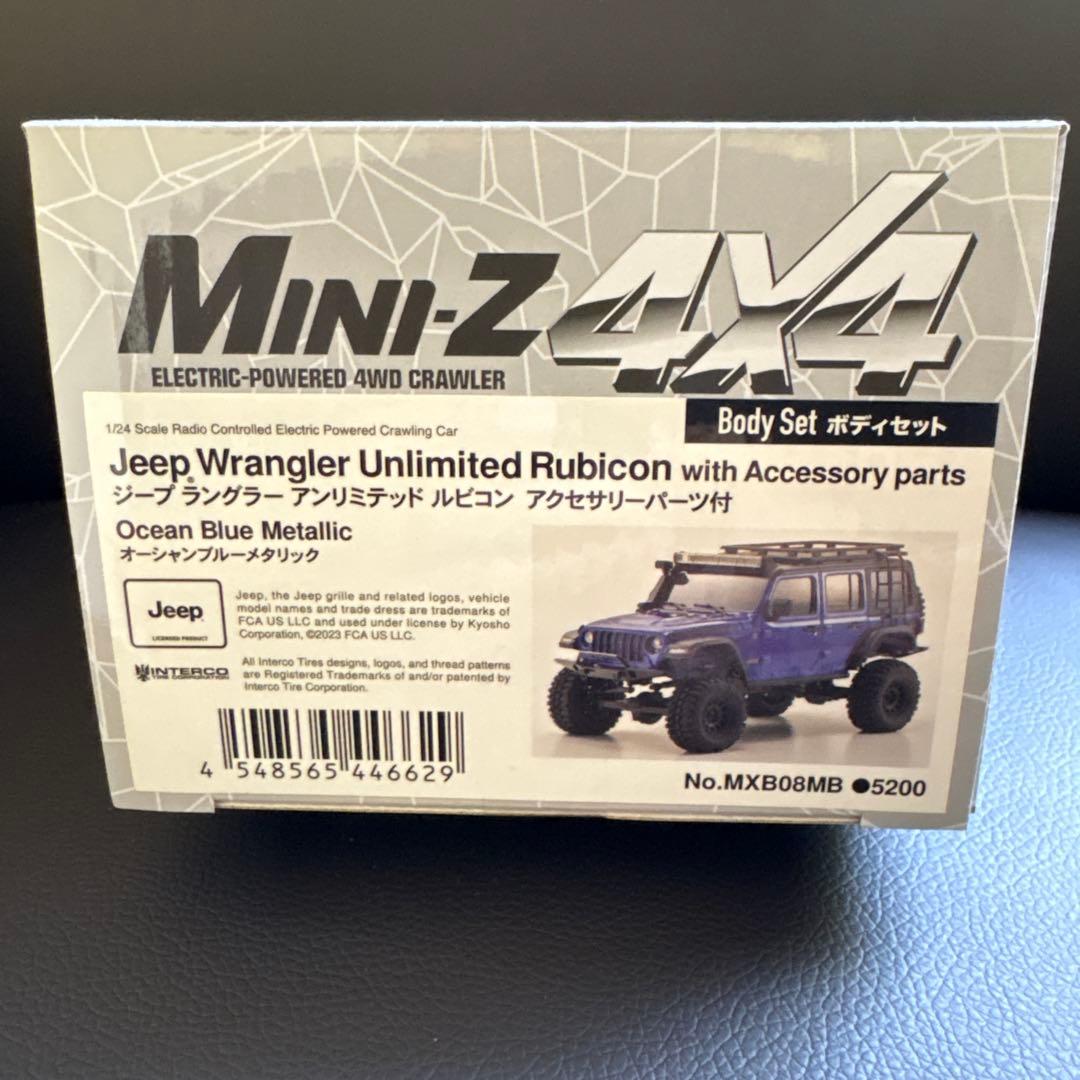 MINI-Z 4X4
ELECTRIC-POWERED 4WD CRAWLER
Body Set ボディセット
1/24 Scale Radio Controlled Electric Powered Crawling Car
Jeep® Wrangler Unlimited Rubicon with Accessory parts
ジープ ラングラー アンリミテッド ルビコン アクセサリーパーツ付
Ocean Blue Metallic
オーシャンブルーメタリック
Jeep
LICENSED PRODUCT
Jeep, the Jeep grille and related logos, vehicle
model names and trade dress are trademarks of
FCA US LLC and used under license by Kyosho
Corporation, ©2023 FCA US LLC.
INTERCO
TIRE CORPORATION
All Interco Tires designs, logos, and thread patterns
are Registered Trademarks of and/or patented by
Interco Tire Corporation.
4 548565 446629
No.MXB08MB ●5200